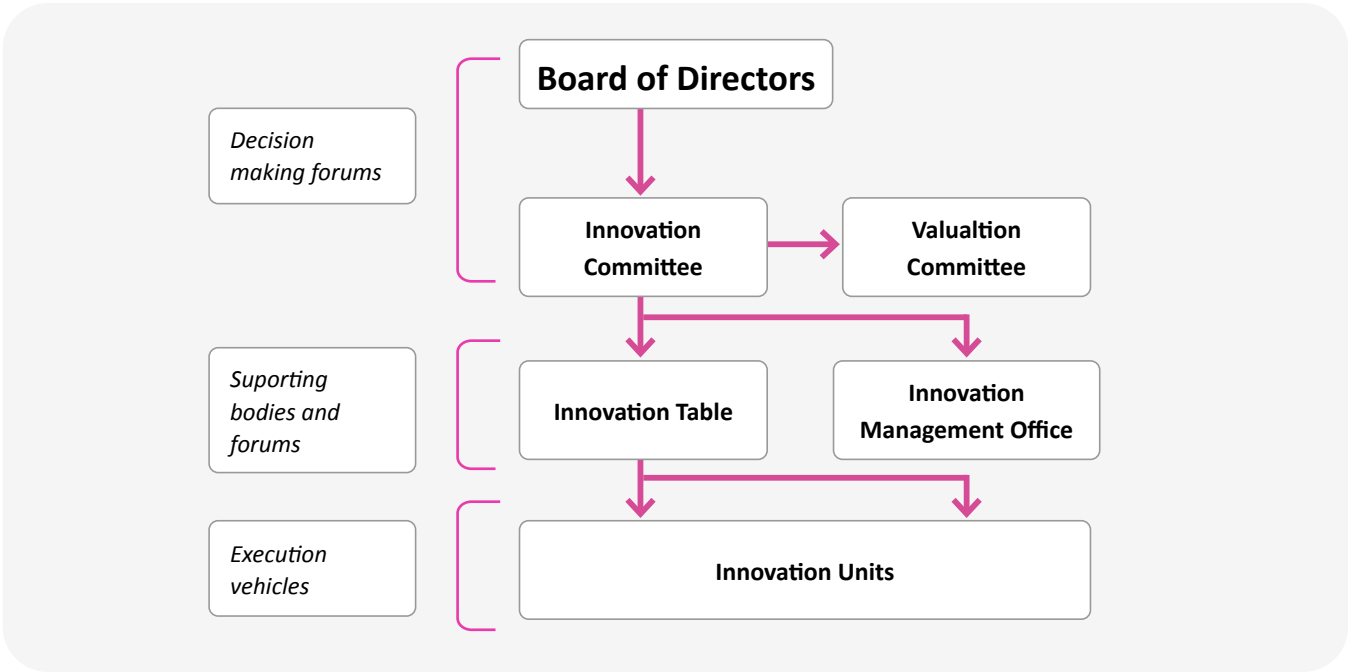 Board of Directors
Decision
making forums
Innovation
Committee
Valualtion
Committee
Suporting
bodies and
forums
Innovation Table
Innovation
Management Office
Execution
vehicles
Innovation Units